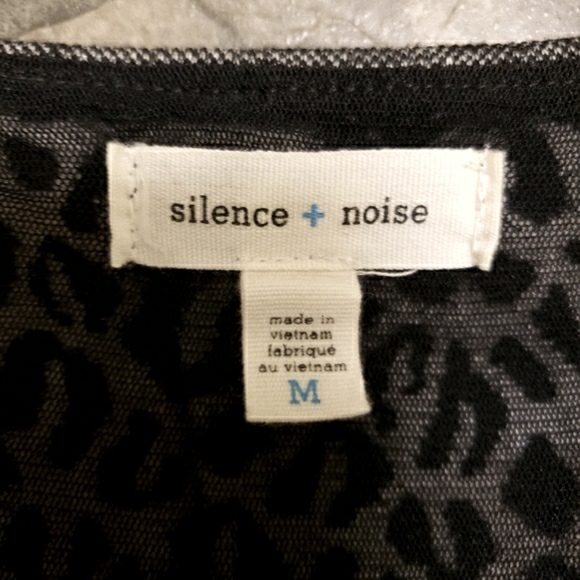 silence + noise
made in
vietnam
fabriqué
au vietnam
M